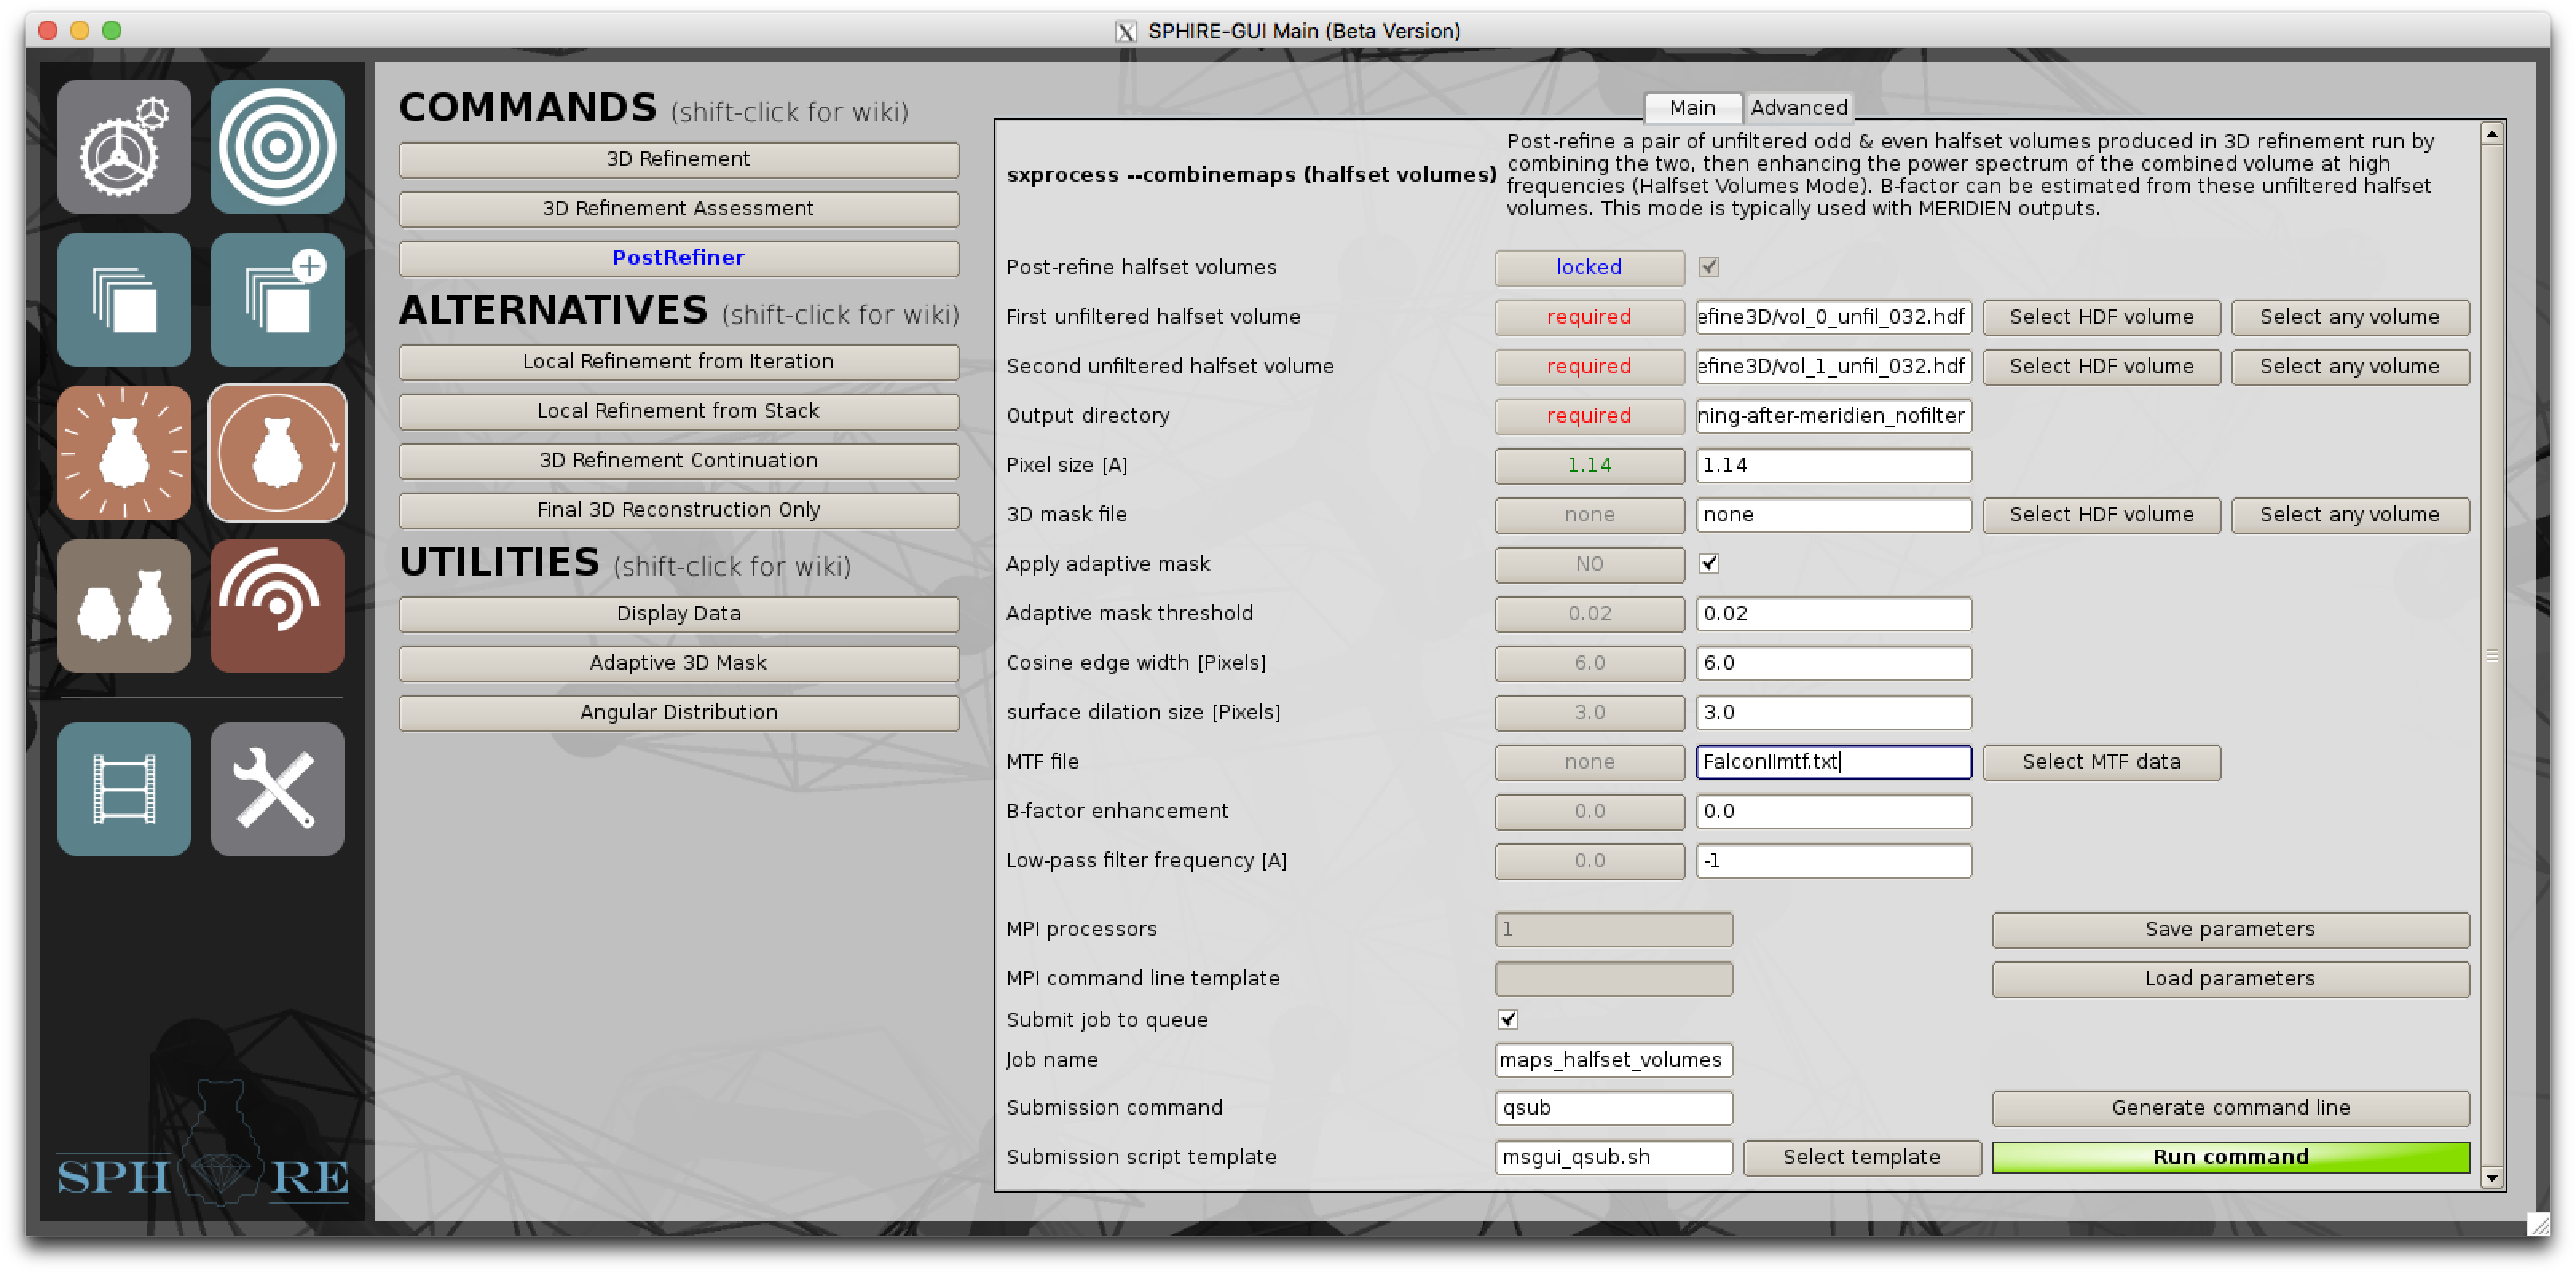 SPHIRE-GUI Main (Beta Version)
COMMANDS (shift-click for wiki)
3D Refinement
3D Refinement Assessment
PostRefiner
ALTERNATIVES (shift-click for wiki)
Local Refinement from Iteration
Local Refinement from Stack
3D Refinement Continuation
Final 3D Reconstruction Only
UTILITIES (shift-click for wiki)
Display Data
Adaptive 3D Mask
Angular Distribution
SPH RE
Main Advanced
sxprocess --combinemaps (halfset volumes)
Post-refine a pair of unfiltered odd & even halfset volumes produced in 3D refinement run by
combining the two, then enhancing the power spectrum of the combined volume at high
frequencies (Halfset Volumes Mode). B-factor can be estimated from these unfiltered halfset
volumes. This mode is typically used with MERIDIEN outputs.
Post-refine halfset volumes locked
First unfiltered halfset volume required efine3D/vol_0_unfil_032.hdf Select HDF volume Select any volume
Second unfiltered halfset volume required efine3D/vol_1_unfil_032.hdf Select HDF volume Select any volume
Output directory required ning-after-meridien_nofilter
Pixel size [A] 1.14 1.14
3D mask file none none Select HDF volume Select any volume
Apply adaptive mask NO
Adaptive mask threshold 0.02 0.02
Cosine edge width [Pixels] 6.0 6.0
surface dilation size [Pixels] 3.0 3.0
MTF file none FalconIImtf.txt Select MTF data
B-factor enhancement 0.0 0.0
Low-pass filter frequency [A] 0.0 -1
MPI processors 1 Save parameters
MPI command line template Load parameters
Submit job to queue
Job name maps_halfset_volumes
Submission command qsub Generate command line
Submission script template msgui_qsub.sh Select template Run command